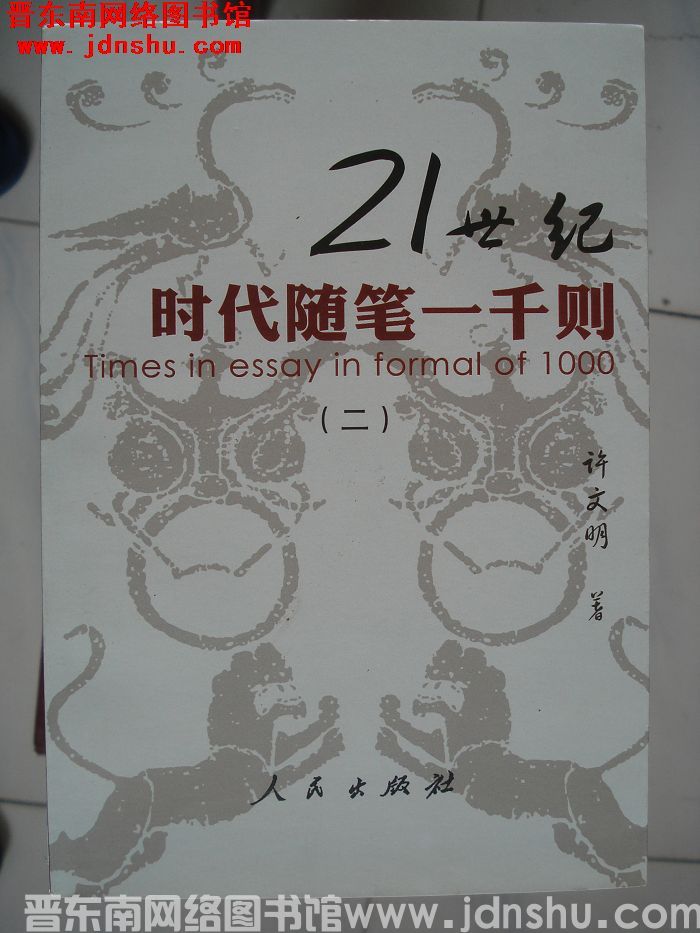 晋东南网络图书馆
www.jdnshu.com
21世纪
时代随笔一千则
Times in essay in formal of 1000
(二)
许文明 著
人民出版社
晋东南网络图书馆www.jdnshu.com